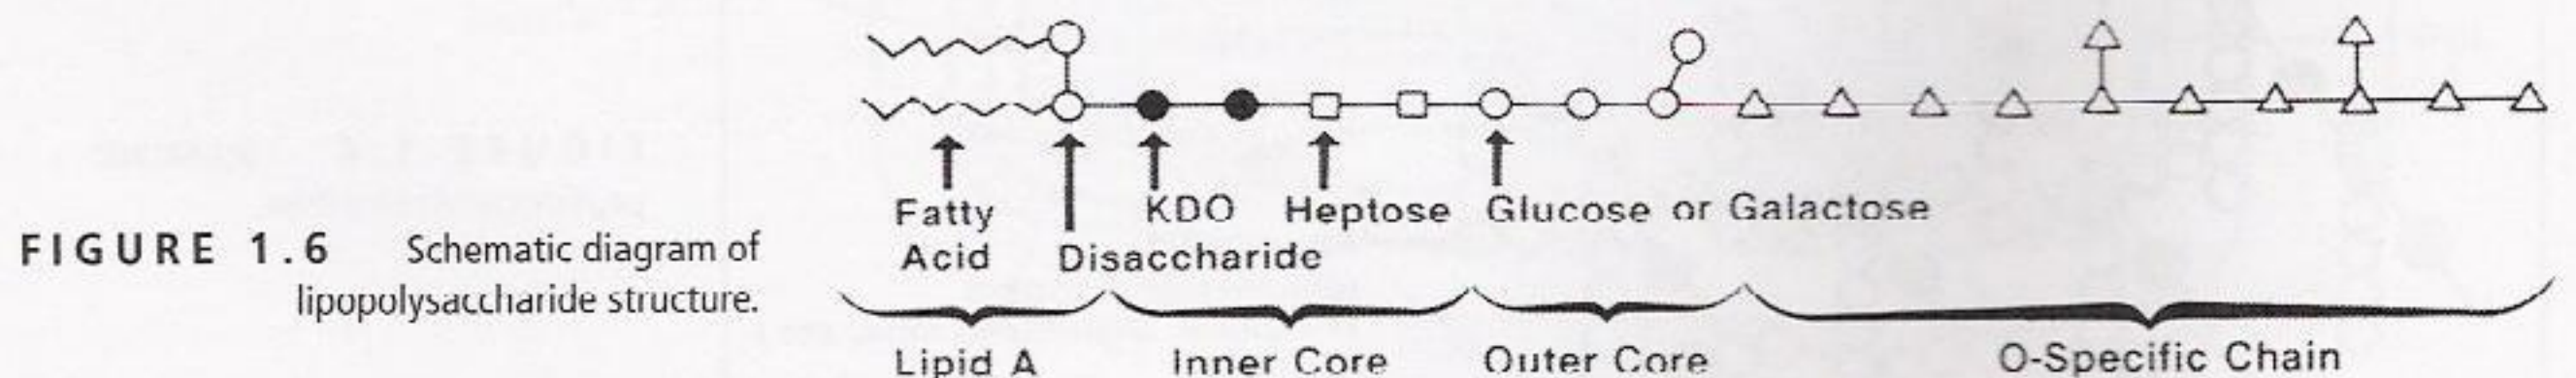 Fatty
Acid
Disaccharide
KDO
Heptose
Glucose or Galactose
FIGURE 1.6 Schematic diagram of
lipopolysaccharide structure.
Lipid A
Inner Core
Outer Core
O-Specific Chain